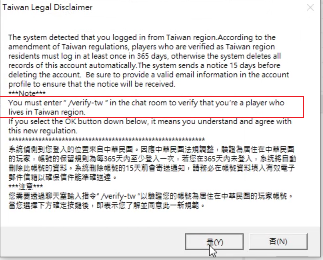 Taiwan Legal Disclaimer
The system detected that you logged in from Taiwan region.According to the
amendment of Taiwan regulations, players who are verified as Taiwan region
residents must log in at least once in 365 days, otherwise the system deletes all
records of this account automatically.The system sends a notice 15 days before
deleting the account. Be sure to provide a valid email information in the account
profile to ensure that the notice will be received.
***Note***
You must enter " /verify-tw " in the chat room to verify that you're a player who
lives in Taiwan region.
If you select the OK button down below, it means you understand and agree with
this new regulation.
系統偵測到您登入的位置來自中華民國。因應中華民國法規調整，驗證為居住在中華民國
的玩家，帳號的保留規則為每365天內至少登入一次，若您在365天內未登入，系統將自動
刪除此帳號的資料。系統刪除帳號的15天前會寄送通知，請務必在帳號資料填入有效電子
郵件信箱以確保信件能準確送達。
***注意***
您需要透過聊天室輸入指令" /verify-tw "以驗證您的帳號為居住在中華民國的玩家帳號。
當您選擇下方確定按鍵後，即表示您了解並同意此一新規範。
是(Y)
否(N)